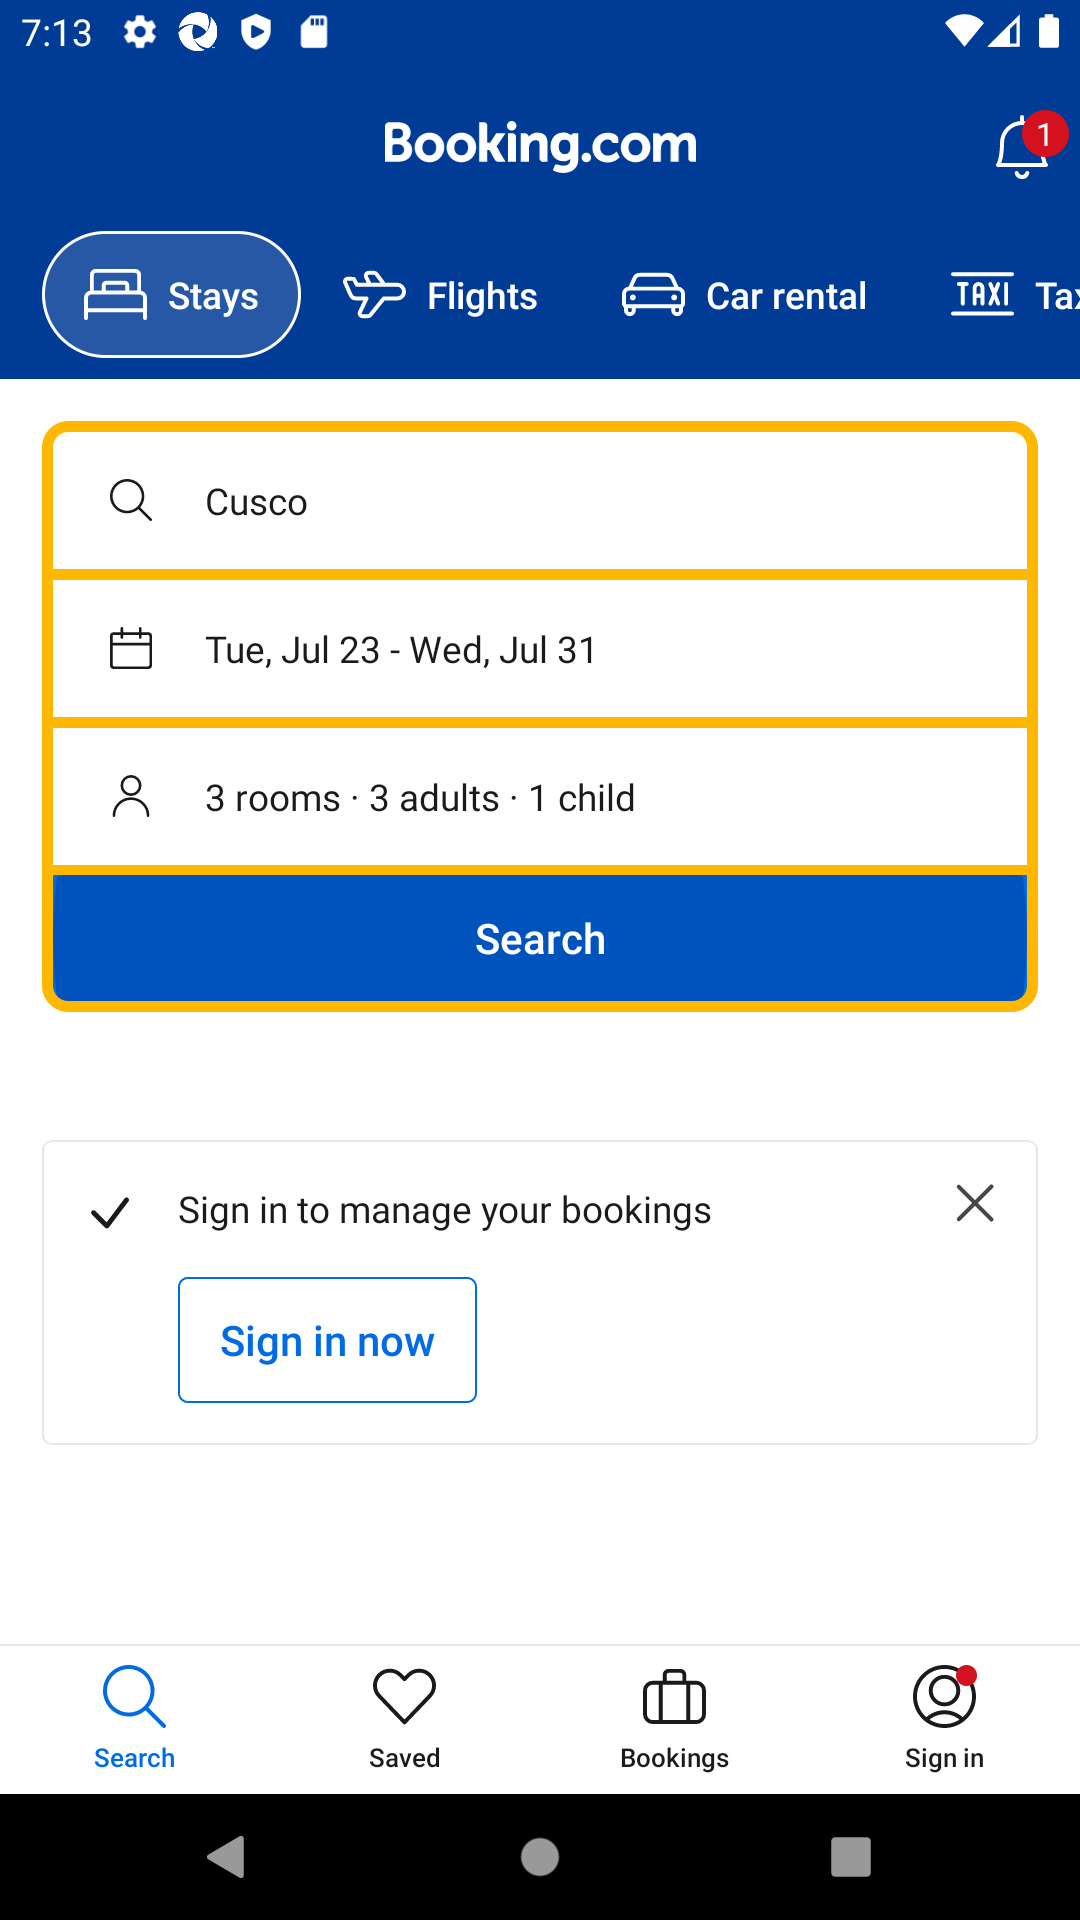 7:13
Booking.com
1
Stays
Flights
Car rental
TAXI
Tax
Cusco
Tue, Jul 23 - Wed, Jul 31
3 rooms · 3 adults · 1 child
Search
Sign in to manage your bookings
Sign in now
Search
Saved
Bookings
Sign in